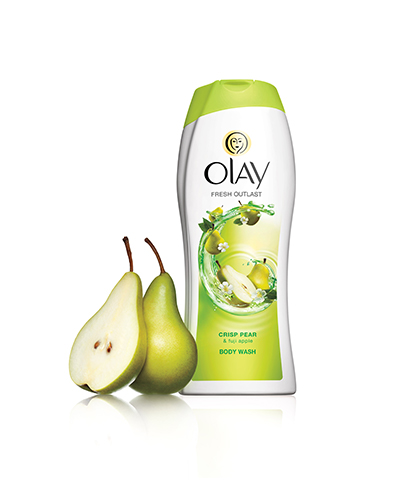 OLAY
FRESH OUTLAST
CRISP PEAR
& fuji apple
BODY WASH